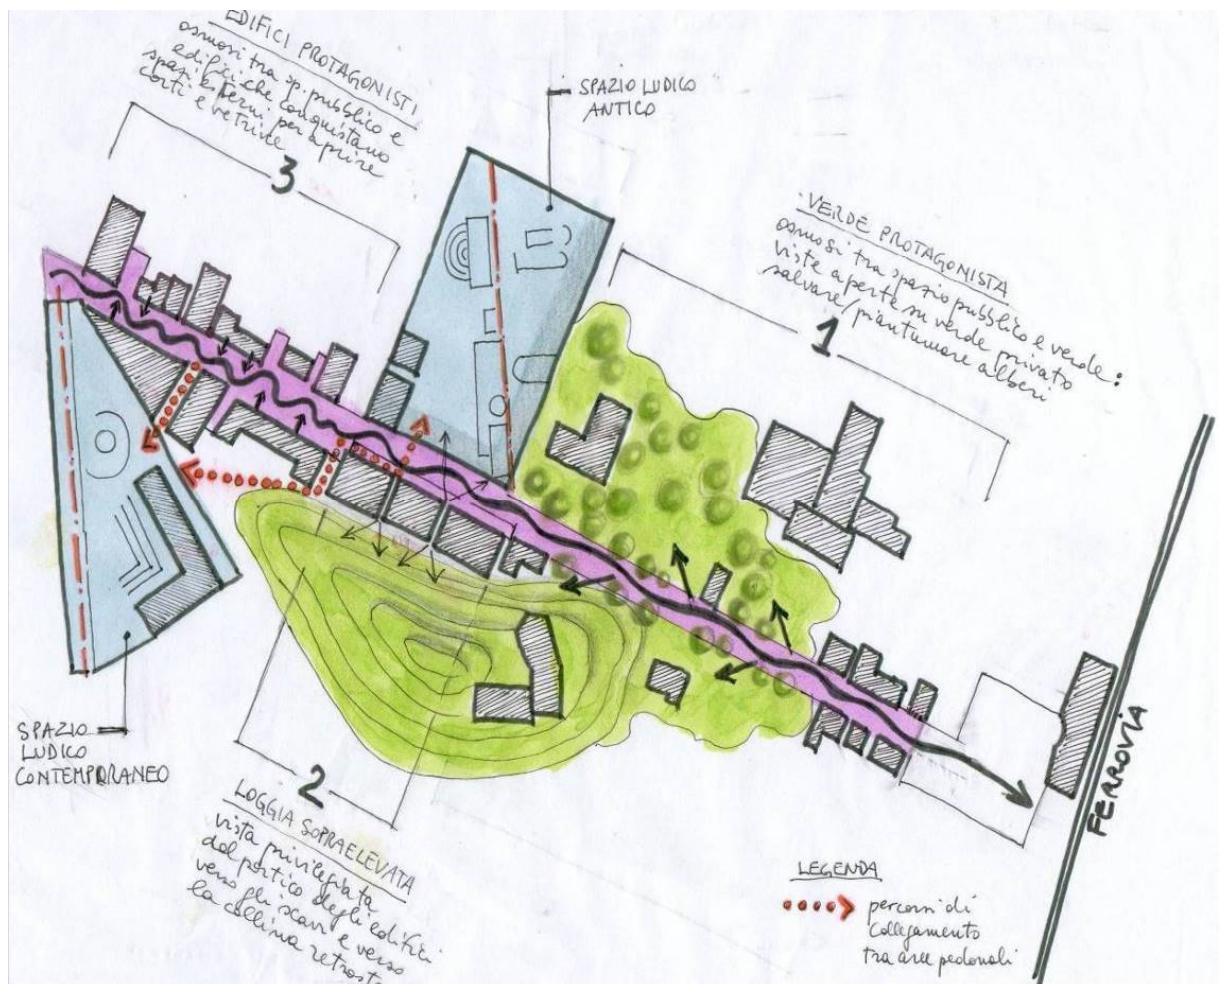 EDIFICI PROTAGONISTI
osmosi tra sp. pubblico e
edifici che conquistano
spazi esterni per aprire
corti e vetrine
3
SPAZIO LUDICO
ANTICO
VERDE PROTAGONISTA
osmosi tra spazio pubblico e verde:
viste aperte su verde privato
salvare/piantumare alberi
1
SPAZIO
LUDICO
CONTEMPORANEO
2
LOGGIA SOPRAELEVATA
vista privilegiata
dal portico degli edifici
verso gli scavi e verso
la collina retrost
FERROVIA
LEGENDA
percorsi di
collegamento
tra aree pedonali